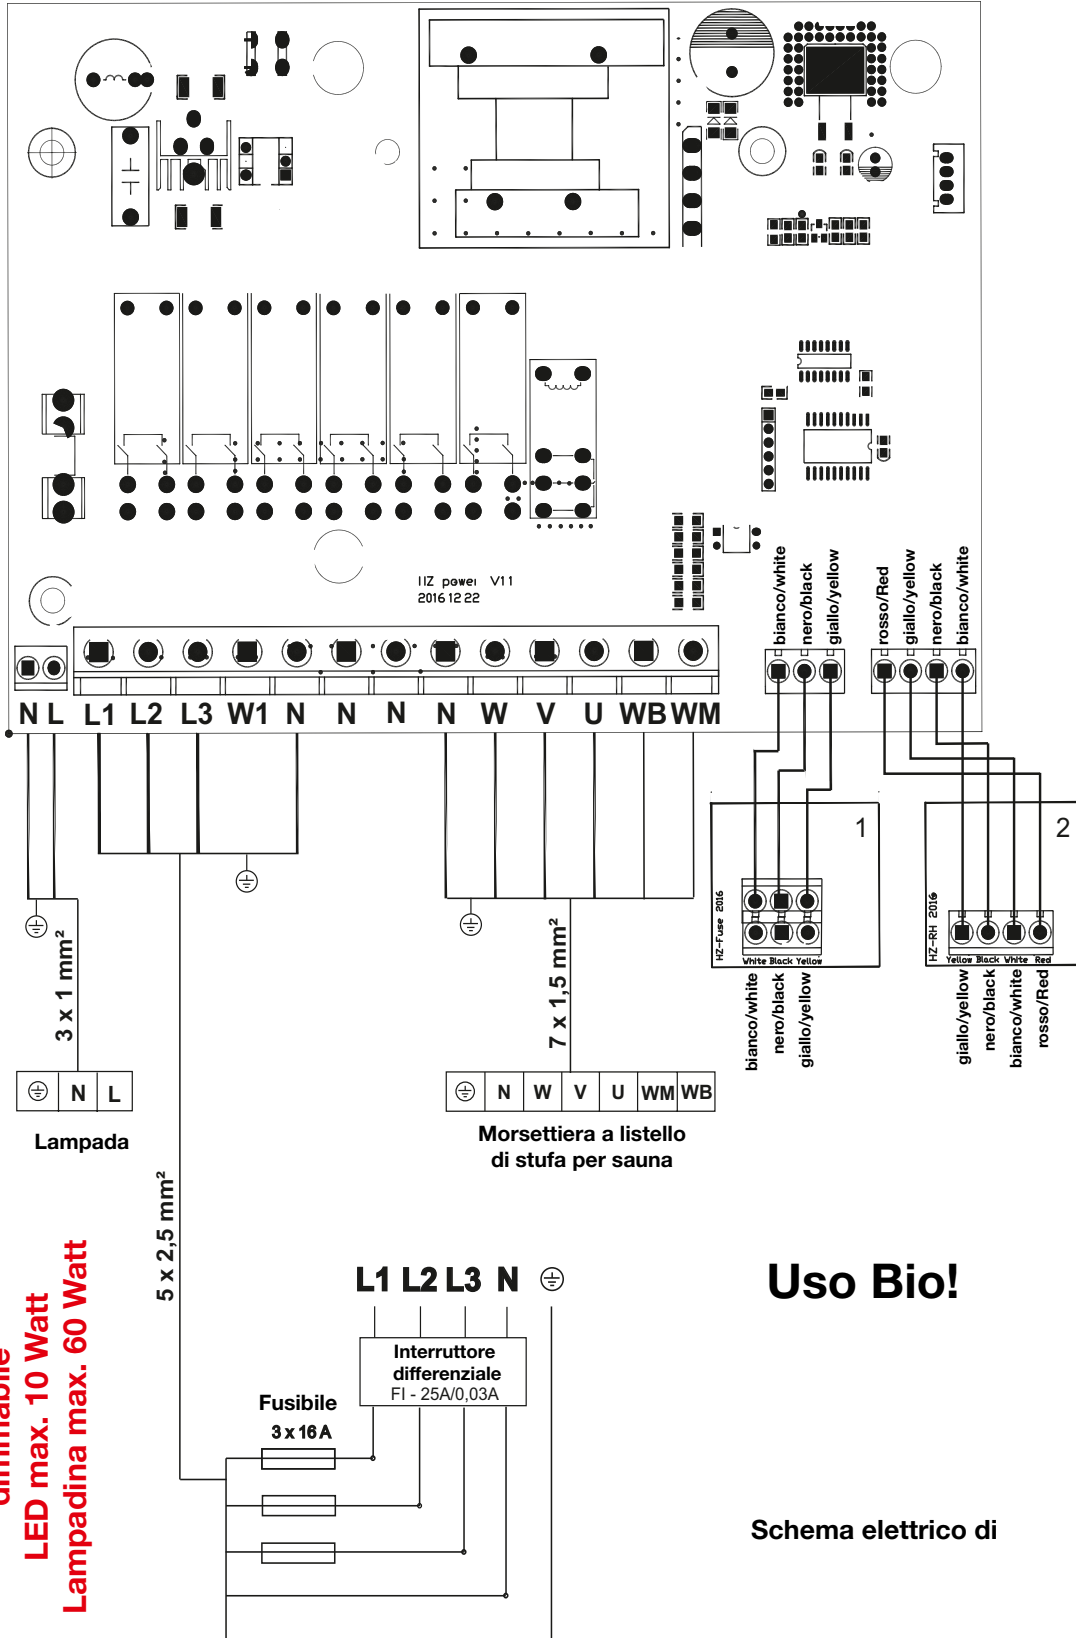 IIZ power V11
2016 12 22
bianco/white
nero/black
giallo/yellow
rosso/Red
giallo/yellow
nero/black
bianco/white
N L L1 L2 L3 W1 N N N N W V U WB WM
1
HZ-Fuse 2016
White Black Yellow
bianco/white
nero/black
giallo/yellow
2
HZ-RH 2016
Yellow Black White Red
giallo/yellow
nero/black
bianco/white
rosso/Red
3 x 1 mm²
7 x 1,5 mm²
N L
Lampada
N W V U WM WB
Morsettiera a listello
di stufa per sauna
5 x 2,5 mm²
dimmabile
LED max. 10 Watt
Lampadina max. 60 Watt
L1 L2 L3 N
Interruttore
differenziale
FI - 25A/0,03A
Fusibile
3 x 16 A
Uso Bio!
Schema elettrico di